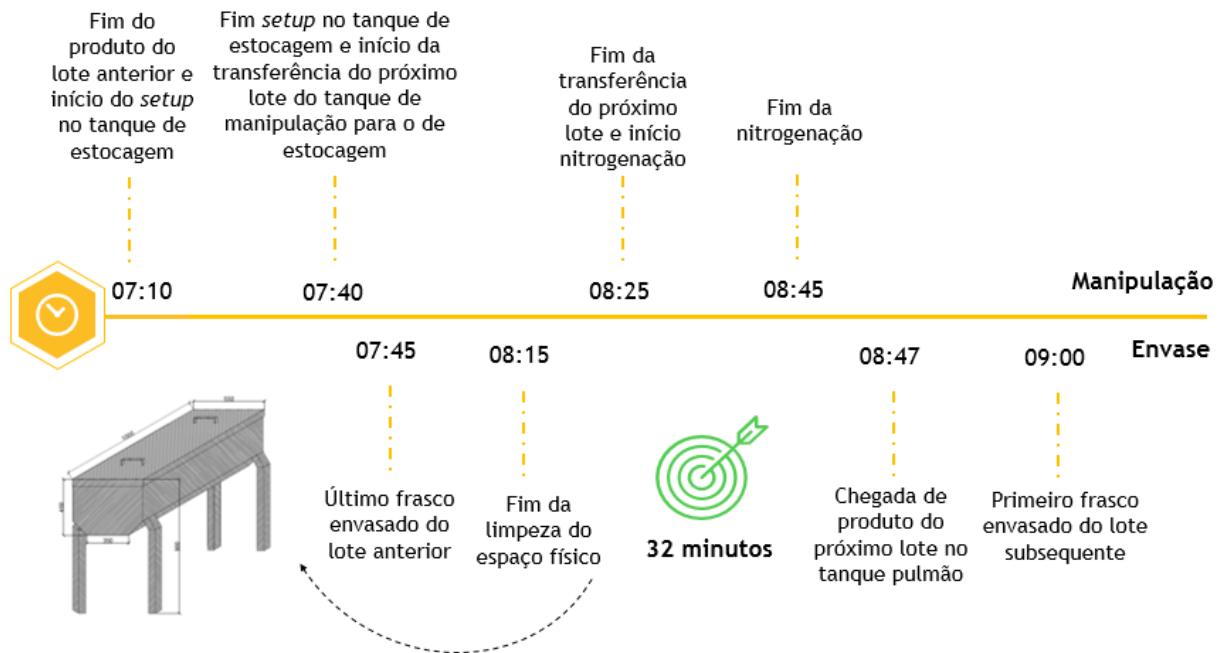 Fim do
produto do
lote anterior e
início do setup
no tanque de
estocagem
Fim setup no tanque de
estocagem e início da
transferência do próximo
lote do tanque de
manipulação para o de
estocagem
Fim da
transferência
do próximo
lote e início
nitrogenação
Fim da
nitrogenação
07:10
07:40
08:25
08:45
Manipulação
07:45
08:15
08:47
09:00
Envase
Último frasco
envasado do
lote anterior
Fim da
limpeza do
espaço físico
32 minutos
Chegada de
produto do
próximo lote no
tanque pulmão
Primeiro frasco
envasado do lote
subsequente